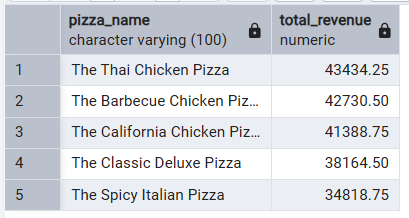 pizza_name total_revenue
character varying (100) numeric
1 The Thai Chicken Pizza 43434.25
2 The Barbecue Chicken Piz... 42730.50
3 The California Chicken Piz... 41388.75
4 The Classic Deluxe Pizza 38164.50
5 The Spicy Italian Pizza 34818.75